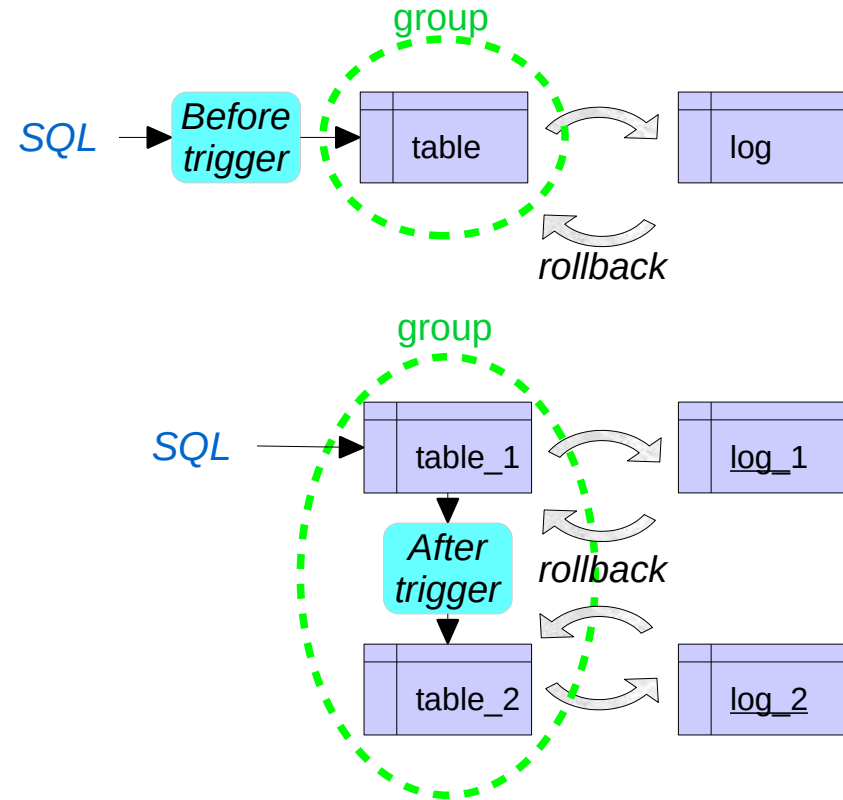 group
SQL
Before
trigger
table
log
rollback
group
SQL
table_1
log_1
After
trigger
rollback
table_2
log_2